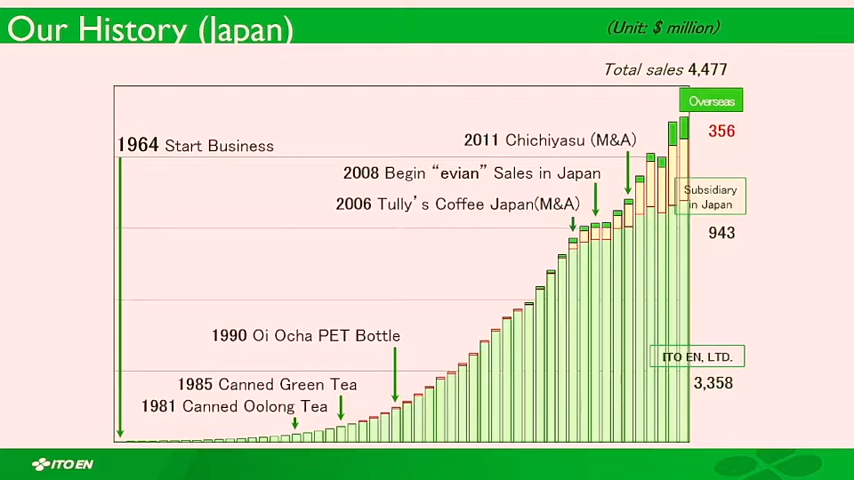 Our History (Japan)
(Unit: $ million)
Total sales 4,477
Overseas
356
1964 Start Business
2011 Chichiyasu (M&A)
2008 Begin “evian” Sales in Japan
2006 Tully's Coffee Japan(M&A)
Subsidiary
in Japan
943
1990 Oi Ocha PET Bottle
ITO EN, LTD.
3,358
1985 Canned Green Tea
1981 Canned Oolong Tea
ITO EN